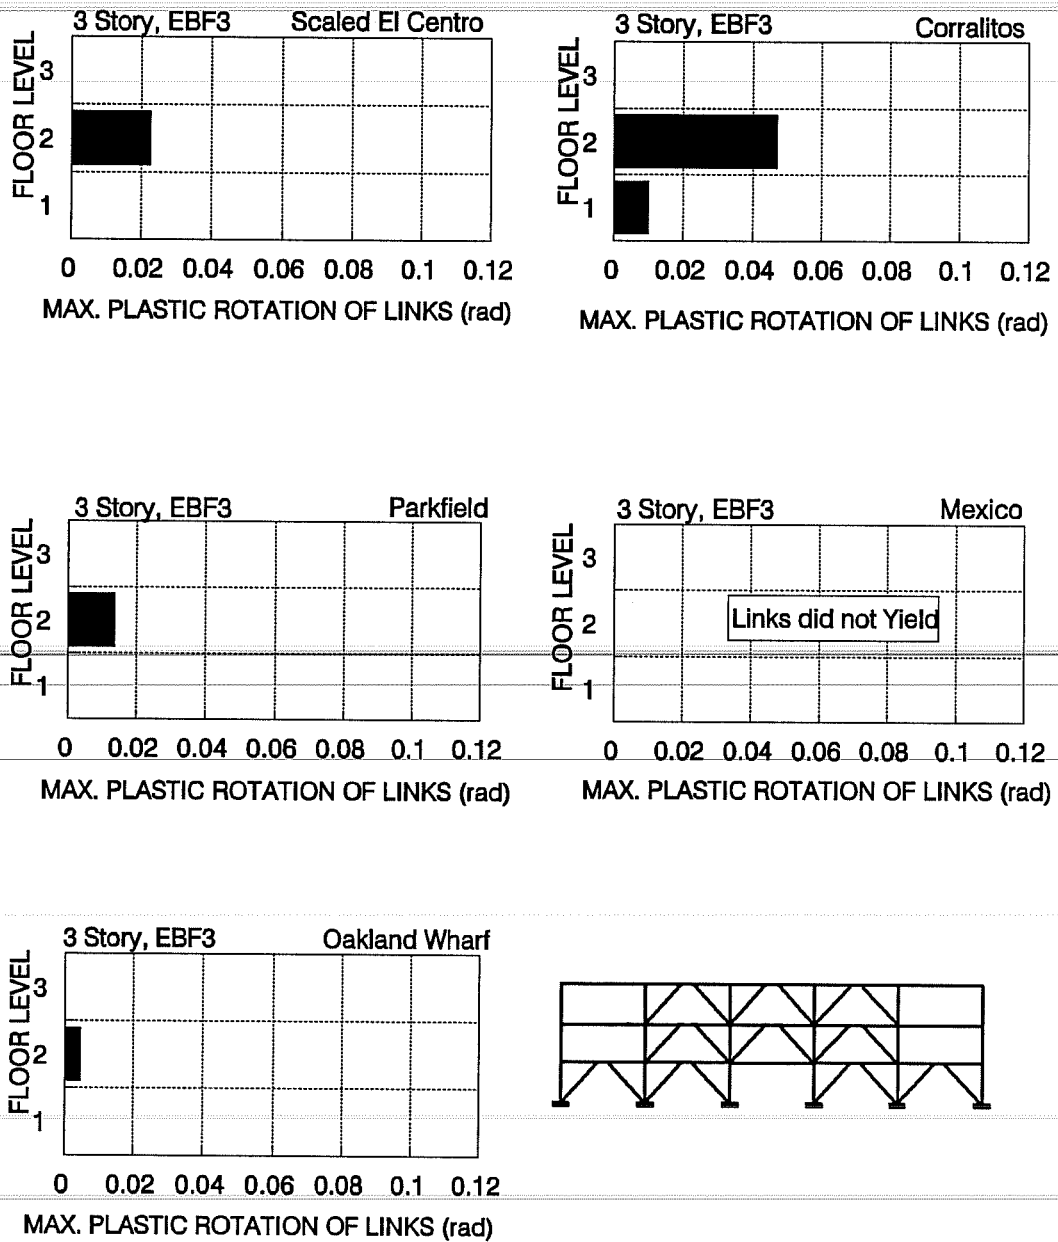 3 Story, EBF3 Scaled El Centro
FLOOR LEVEL
3
2
1
0 0.02 0.04 0.06 0.08 0.1 0.12
MAX. PLASTIC ROTATION OF LINKS (rad)
3 Story, EBF3 Corralitos
FLOOR LEVEL
3
2
1
0 0.02 0.04 0.06 0.08 0.1 0.12
MAX. PLASTIC ROTATION OF LINKS (rad)
3 Story, EBF3 Parkfield
FLOOR LEVEL
3
2
1
0 0.02 0.04 0.06 0.08 0.1 0.12
MAX. PLASTIC ROTATION OF LINKS (rad)
3 Story, EBF3 Mexico
FLOOR LEVEL
3
2
1
Links did not Yield
0 0.02 0.04 0.06 0.08 0.1 0.12
MAX. PLASTIC ROTATION OF LINKS (rad)
3 Story, EBF3 Oakland Wharf
FLOOR LEVEL
3
2
1
0 0.02 0.04 0.06 0.08 0.1 0.12
MAX. PLASTIC ROTATION OF LINKS (rad)